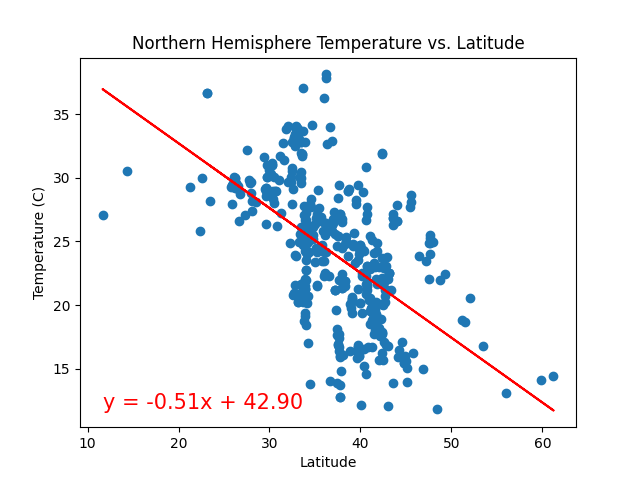 Northern Hemisphere Temperature vs. Latitude
Temperature (C)
35
30
25
20
15
y = -0.51x + 42.90
10 20 30 40 50 60
Latitude